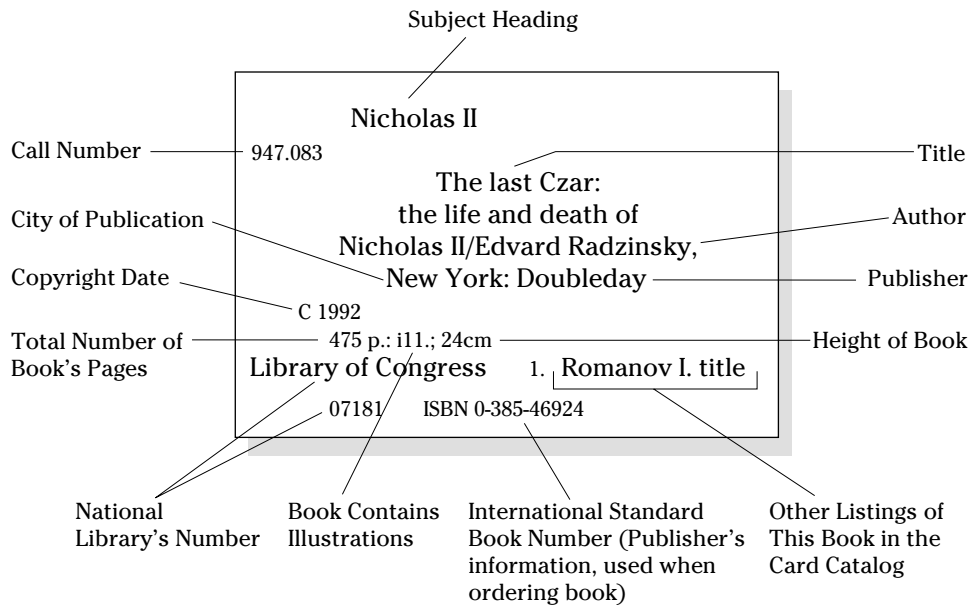 Subject Heading
Nicholas II
Call Number
947.083
Title
The last Czar:
the life and death of
City of Publication
Author
Nicholas II/Edvard Radzinsky,
New York: Doubleday
Copyright Date
Publisher
C 1992
Total Number of
Book's Pages
475 p.: i11.; 24cm
Height of Book
Library of Congress
1. Romanov I. title
07181
ISBN 0-385-46924
National
Library's Number
Book Contains
Illustrations
International Standard
Book Number (Publisher's
information, used when
ordering book)
Other Listings of
This Book in the
Card Catalog